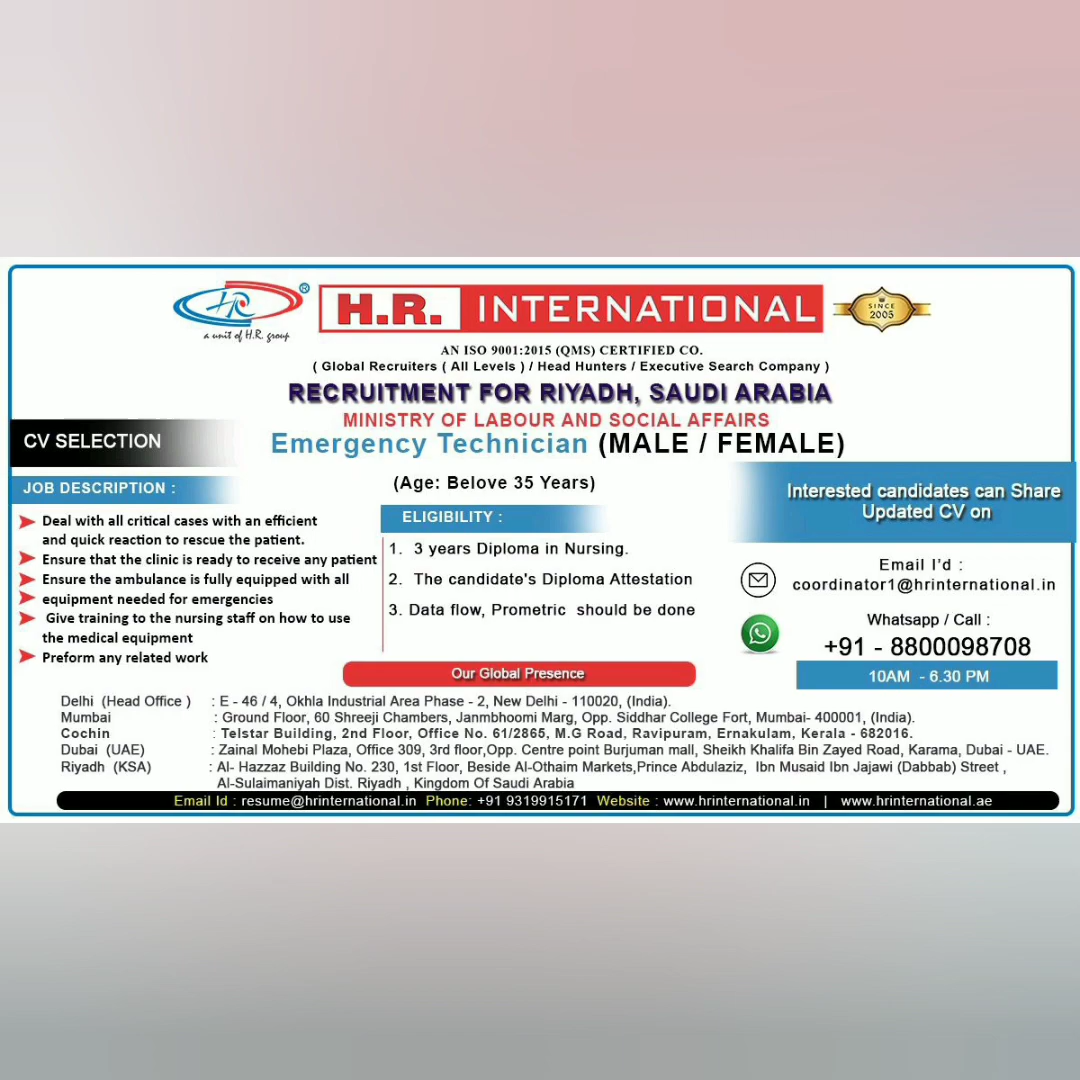 HR ®
a unit of H.R. group
H.R. INTERNATIONAL
SINCE
2005
AN ISO 9001:2015 (QMS) CERTIFIED CO.
( Global Recruiters ( All Levels ) / Head Hunters / Executive Search Company )
RECRUITMENT FOR RIYADH, SAUDI ARABIA
MINISTRY OF LABOUR AND SOCIAL AFFAIRS
CV SELECTION
Emergency Technician (MALE / FEMALE)
(Age: Belove 35 Years)
JOB DESCRIPTION :
Deal with all critical cases with an efficient
and quick reaction to rescue the patient.
Ensure that the clinic is ready to receive any patient
Ensure the ambulance is fully equipped with all
equipment needed for emergencies
Give training to the nursing staff on how to use
the medical equipment
Preform any related work
ELIGIBILITY :
1. 3 years Diploma in Nursing.
2. The candidate's Diploma Attestation
3. Data flow, Prometric should be done
Interested candidates can Share
Updated CV on
Email I'd :
coordinator1@hrinternational.in
Whatsapp / Call :
+91 - 8800098708
10AM - 6.30 PM
Our Global Presence
Delhi (Head Office ) : E - 46 / 4, Okhla Industrial Area Phase - 2, New Delhi - 110020, (India).
Mumbai : Ground Floor, 60 Shreeji Chambers, Janmbhoomi Marg, Opp. Siddhar College Fort, Mumbai- 400001, (India).
Cochin : Telstar Building, 2nd Floor, Office No. 61/2865, M.G Road, Ravipuram, Ernakulam, Kerala - 682016.
Dubai (UAE) : Zainal Mohebi Plaza, Office 309, 3rd floor,Opp. Centre point Burjuman mall, Sheikh Khalifa Bin Zayed Road, Karama, Dubai - UAE.
Riyadh (KSA) : Al- Hazzaz Building No. 230, 1st Floor, Beside Al-Othaim Markets,Prince Abdulaziz, Ibn Musaid Ibn Jajawi (Dabbab) Street ,
Al-Sulaimaniyah Dist. Riyadh , Kingdom Of Saudi Arabia
Email Id : resume@hrinternational.in Phone: +91 9319915171 Website : www.hrinternational.in | www.hrinternational.ae